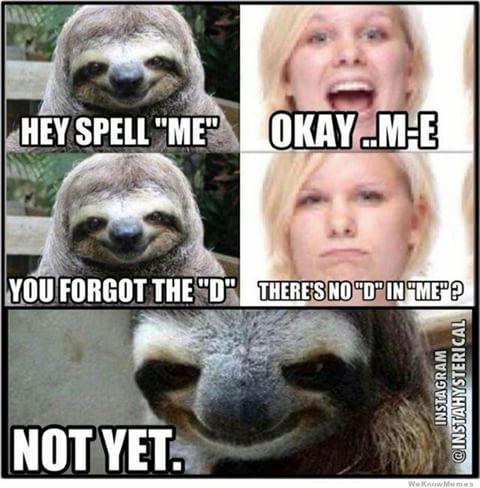 HEY SPELL "ME"
OKAY ..M-E
YOU FORGOT THE "D"
THERE'S NO "D" IN "ME" ?
NOT YET.
INSTAGRAM
@INSTAHYSTERICAL
WeKnowMemes